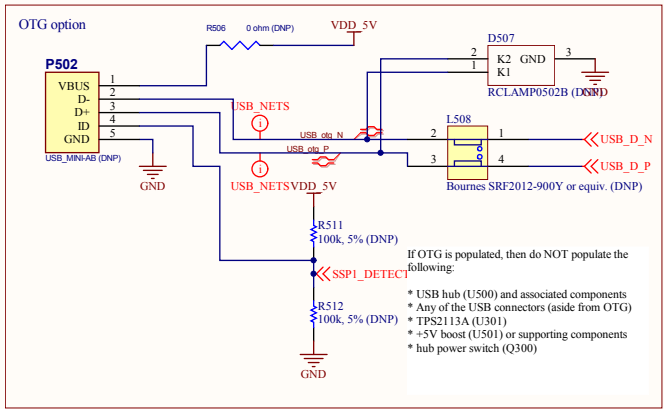 OTG option
R506 0 ohm (DNP)
VDD_5V
P502
VBUS 1
D- 2
D+ 3
ID 4
GND 5
USB_MINI-AB (DNP)
GND
USB_NETS
i
USB_otg_N
USB_otg_P
i
USB_NETS
D507
2 K2 GND 3
1 K1
GND
RCLAMP0502B (DNP)
L508
2 1
3 4
USB_D_N
USB_D_P
Bournes SRF2012-900Y or equiv. (DNP)
VDD_5V
R511
100k, 5% (DNP)
SSP1_DETECT
R512
100k, 5% (DNP)
GND
If OTG is populated, then do NOT populate the
following:
* USB hub (U500) and associated components
* Any of the USB connectors (aside from OTG)
* TPS2113A (U301)
* +5V boost (U501) or supporting components
* hub power switch (Q300)